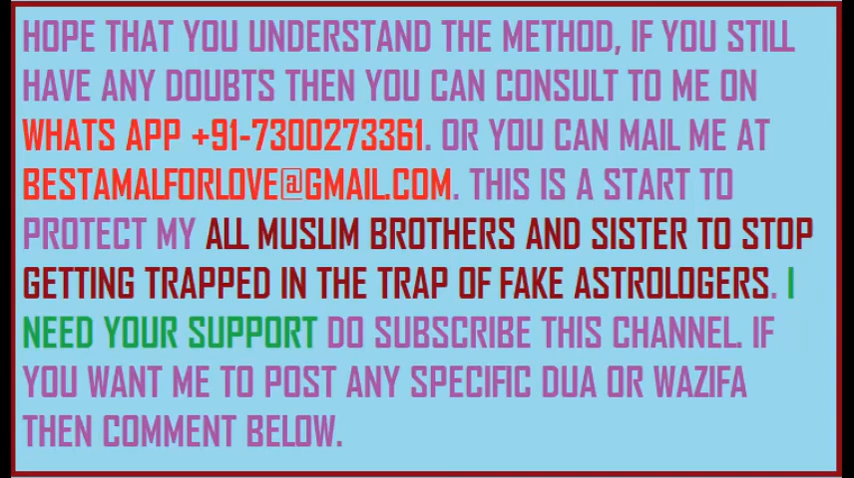 HOPE THAT YOU UNDERSTAND THE METHOD, IF YOU STILL
HAVE ANY DOUBTS THEN YOU CAN CONSULT TO ME ON
WHATS APP +91-7300273361. OR YOU CAN MAIL ME AT
BESTAMALFORLOVE@GMAIL.COM. THIS IS A START TO
PROTECT MY ALL MUSLIM BROTHERS AND SISTER TO STOP
GETTING TRAPPED IN THE TRAP OF FAKE ASTROLOGERS. I
NEED YOUR SUPPORT DO SUBSCRIBE THIS CHANNEL. IF
YOU WANT ME TO POST ANY SPECIFIC DUA OR WAZIFA
THEN COMMENT BELOW.